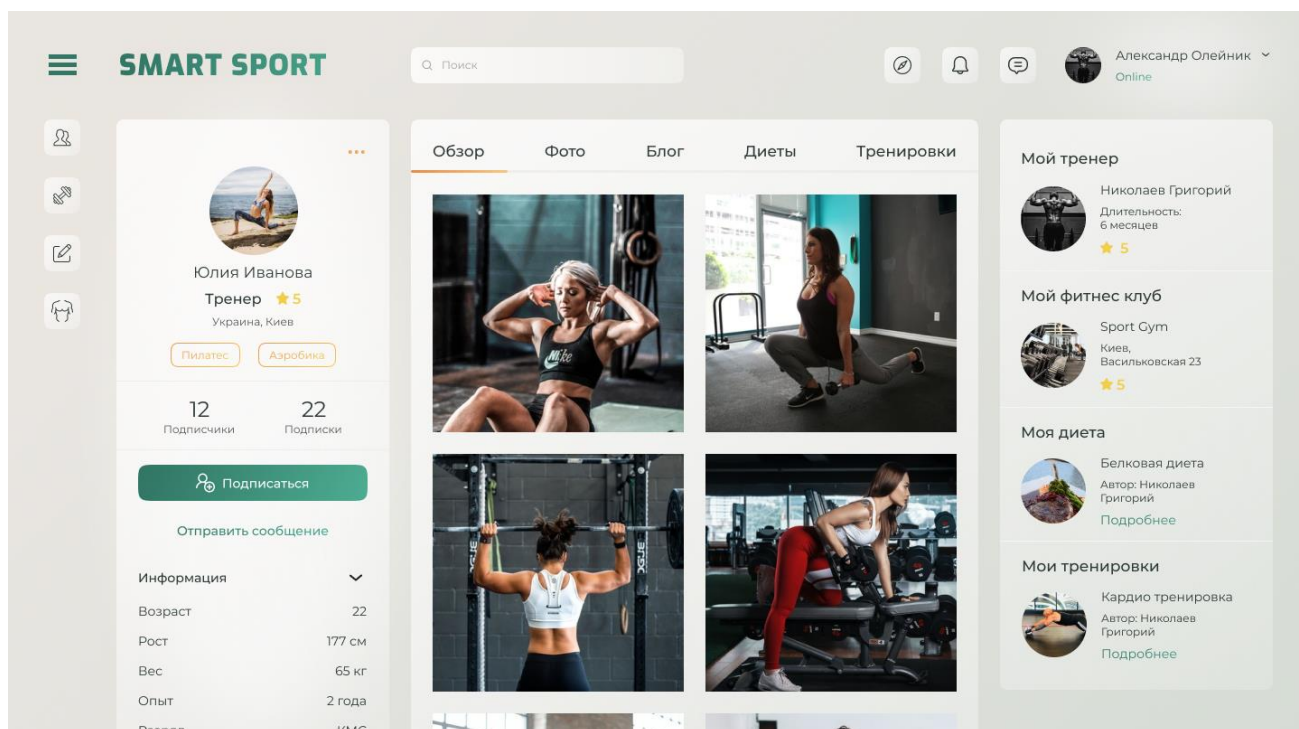 SMART SPORT
Поиск
Александр Олейник
Online
Юлия Иванова
Тренер 5
Украина, Киев
Пилатес
Аэробика
12
22
Подписчики
Подписки
Подписаться
Отправить сообщение
Информация
Возраст 22
Рост 177 см
Вес 65 кг
Опыт 2 года
Обзор
Фото
Блог
Диеты
Тренировки
Nike
Мой тренер
Николаев Григорий
Длительность:
6 месяцев
5
Мой фитнес клуб
Sport Gym
Киев,
Васильковская 23
5
Моя диета
Белковая диета
Автор: Николаев
Григорий
Подробнее
Мои тренировки
Кардио тренировка
Автор: Николаев
Григорий
Подробнее